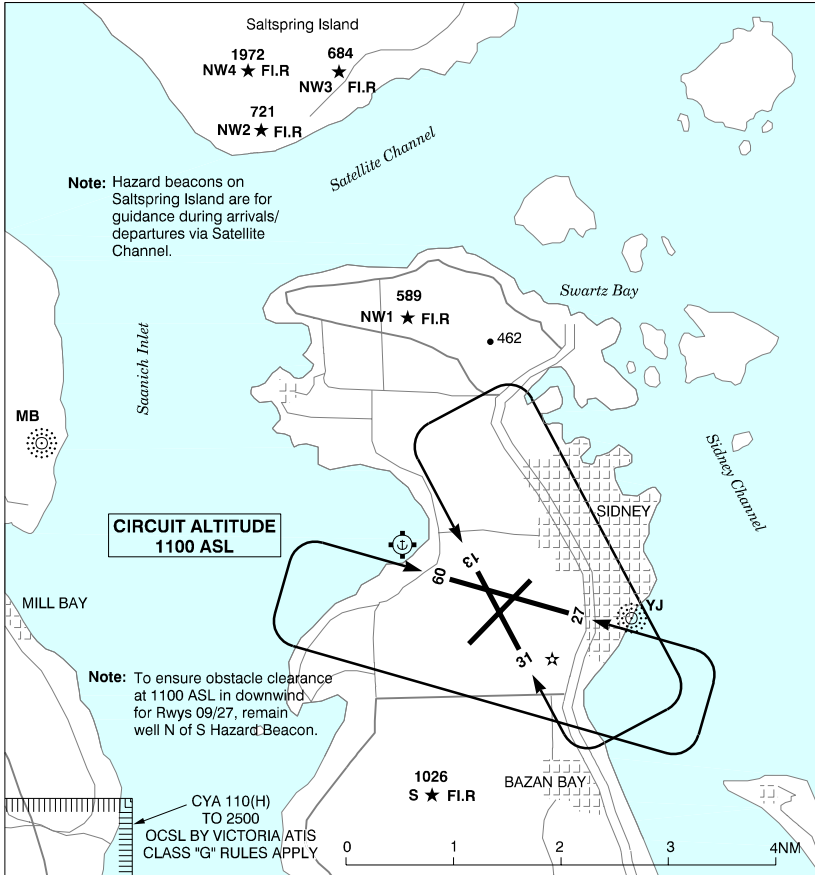 Saltspring Island
1972
NW4 ★ Fl.R
684
NW3 Fl.R
721
NW2 ★ Fl.R
Satellite Channel
Note: Hazard beacons on
Saltspring Island are for
guidance during arrivals/
departures via Satellite
Channel.
Swartz Bay
589
NW1 ★ Fl.R
462
Saanich Inlet
MB
Sidney Channel
CIRCUIT ALTITUDE
1100 ASL
SIDNEY
13
09
27
YJ
31
MILL BAY
Note: To ensure obstacle clearance
at 1100 ASL in downwind
for Rwys 09/27, remain
well N of S Hazard Beacon.
1026
S ★ Fl.R
BAZAN BAY
CYA 110(H)
TO 2500
OCSL BY VICTORIA ATIS
CLASS "G" RULES APPLY
0 1 2 3 4NM